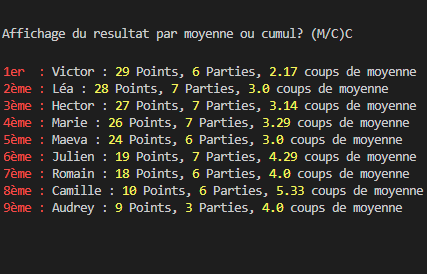 Affichage du resultat par moyenne ou cumul? (M/C)C
1er : Victor : 29 Points, 6 Parties, 2.17 coups de moyenne
2ème : Léa : 28 Points, 7 Parties, 3.0 coups de moyenne
3ème : Hector : 27 Points, 7 Parties, 3.14 coups de moyenne
4ème : Marie : 26 Points, 7 Parties, 3.29 coups de moyenne
5ème : Maeva : 24 Points, 6 Parties, 3.0 coups de moyenne
6ème : Julien : 19 Points, 7 Parties, 4.29 coups de moyenne
7ème : Romain : 18 Points, 6 Parties, 4.0 coups de moyenne
8ème : Camille : 10 Points, 6 Parties, 5.33 coups de moyenne
9ème : Audrey : 9 Points, 3 Parties, 4.0 coups de moyenne